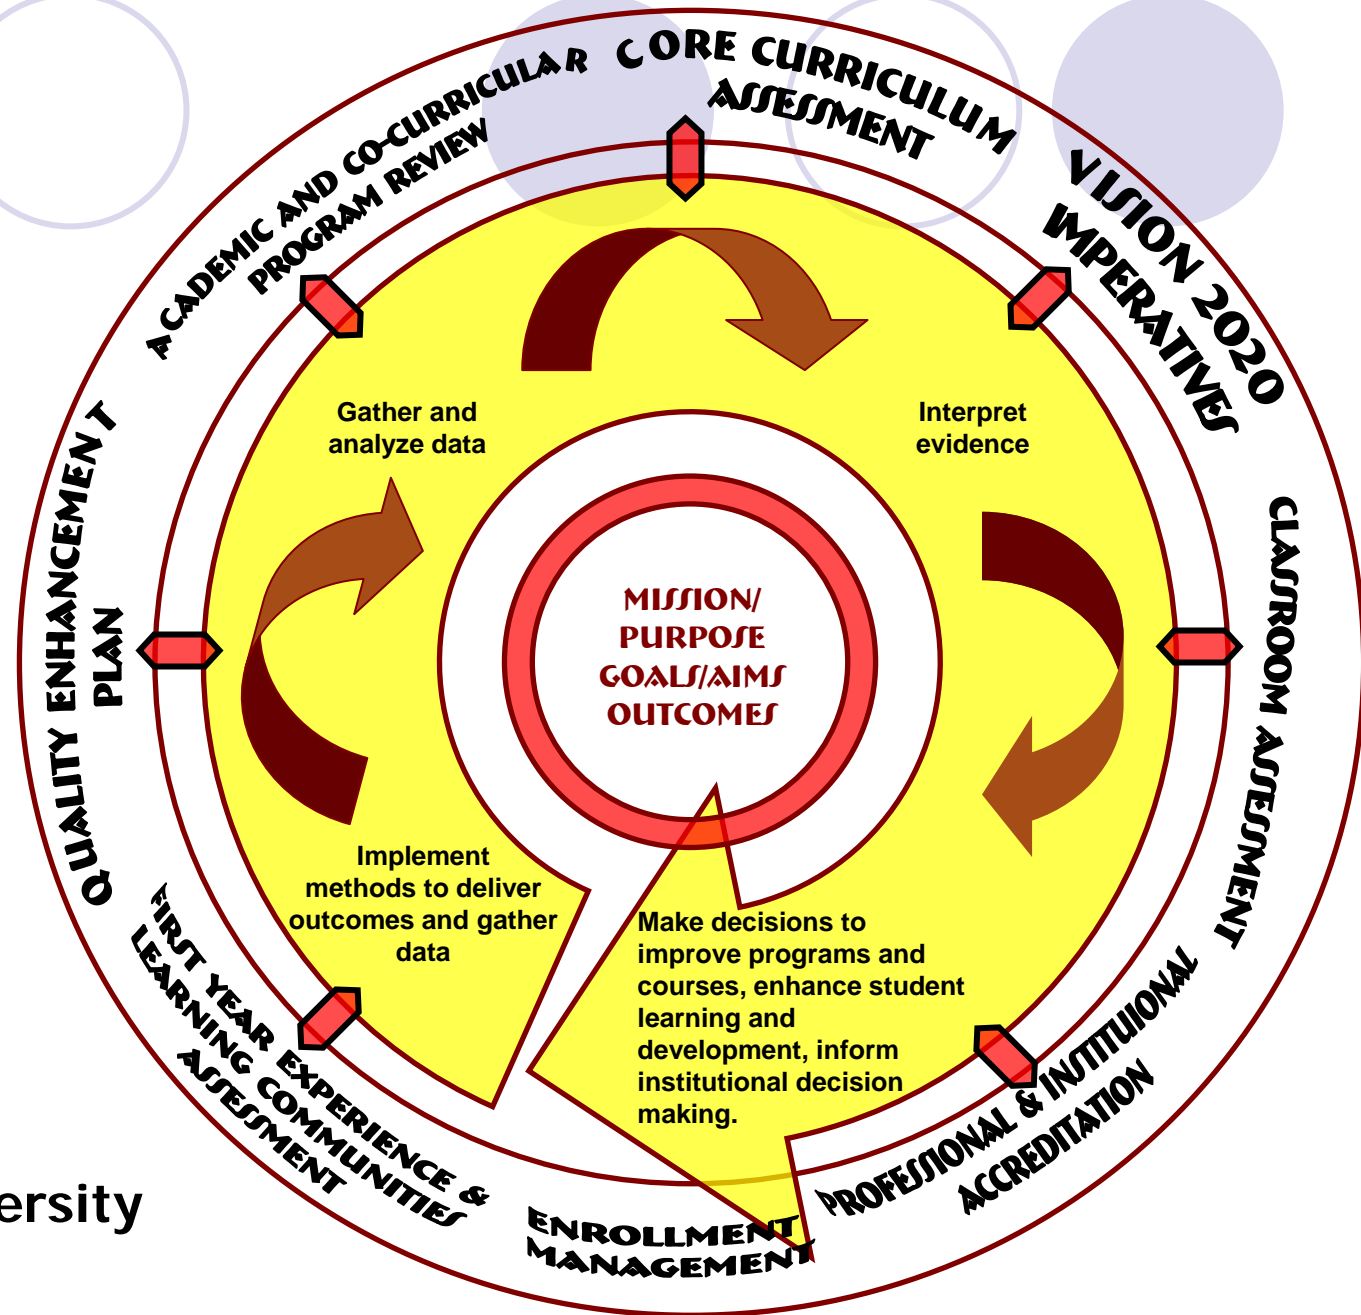 ACADEMIC AND CO-CURRICULAR
PROGRAM REVIEW
CORE CURRICULUM
ASSESSMENT
VISION 2020
IMPERATIVES
CLASSROOM ASSESSMENT
PROFESSIONAL & INSTITUIONAL
ACCREDITATION
ENROLLMENT
MANAGEMENT
FIRST YEAR EXPERIENCE &
LEARNING COMMUNITIES
ASSESSMENT
QUALITY ENHANCEMENT
PLAN
Gather and
analyze data
Interpret
evidence
MISSION/
PURPOSE
GOALS/AIMS
OUTCOMES
Implement
methods to deliver
outcomes and gather
data
Make decisions to
improve programs and
courses, enhance student
learning and
development, inform
institutional decision
making.
ersity